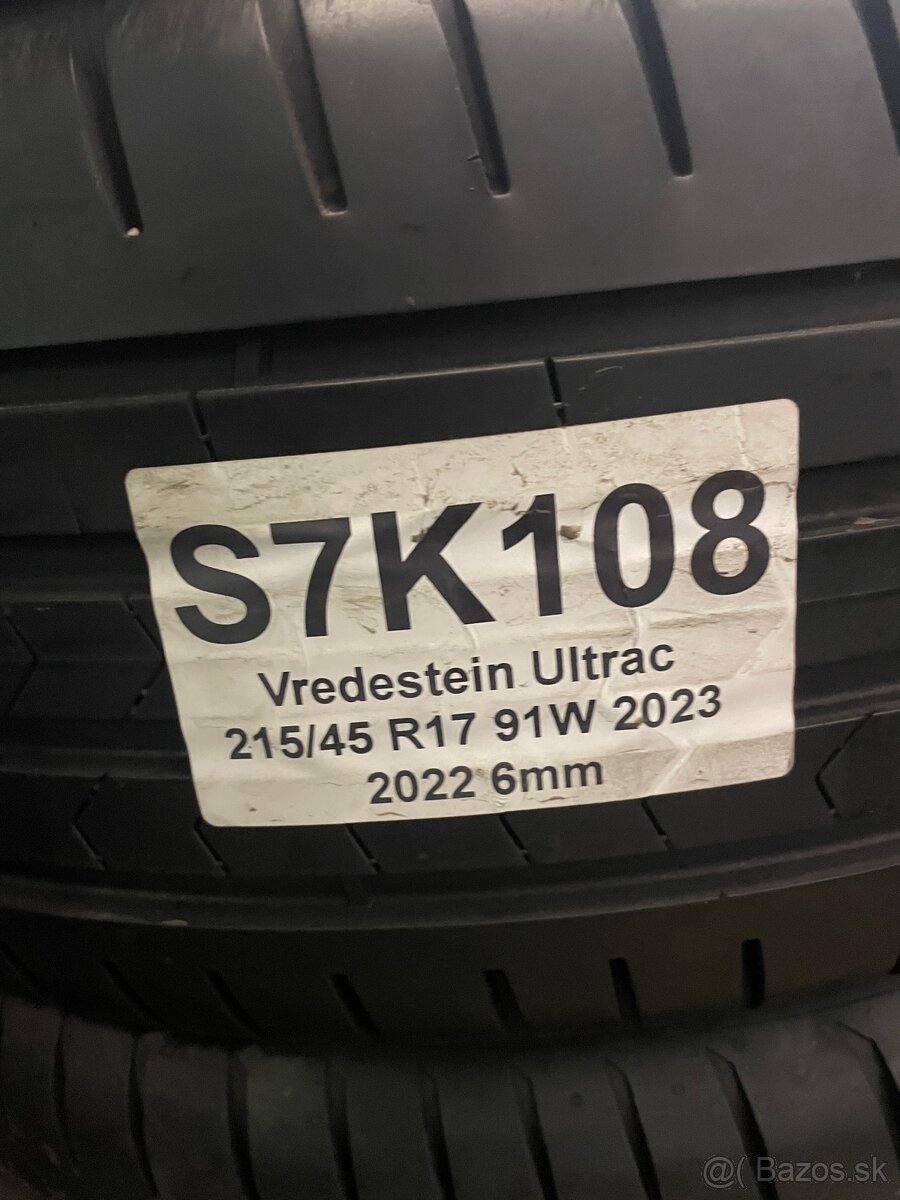 S7K108
Vredestein Ultrac
215/45 R17 91W 2023
2022 6mm
@( Bazos.sk